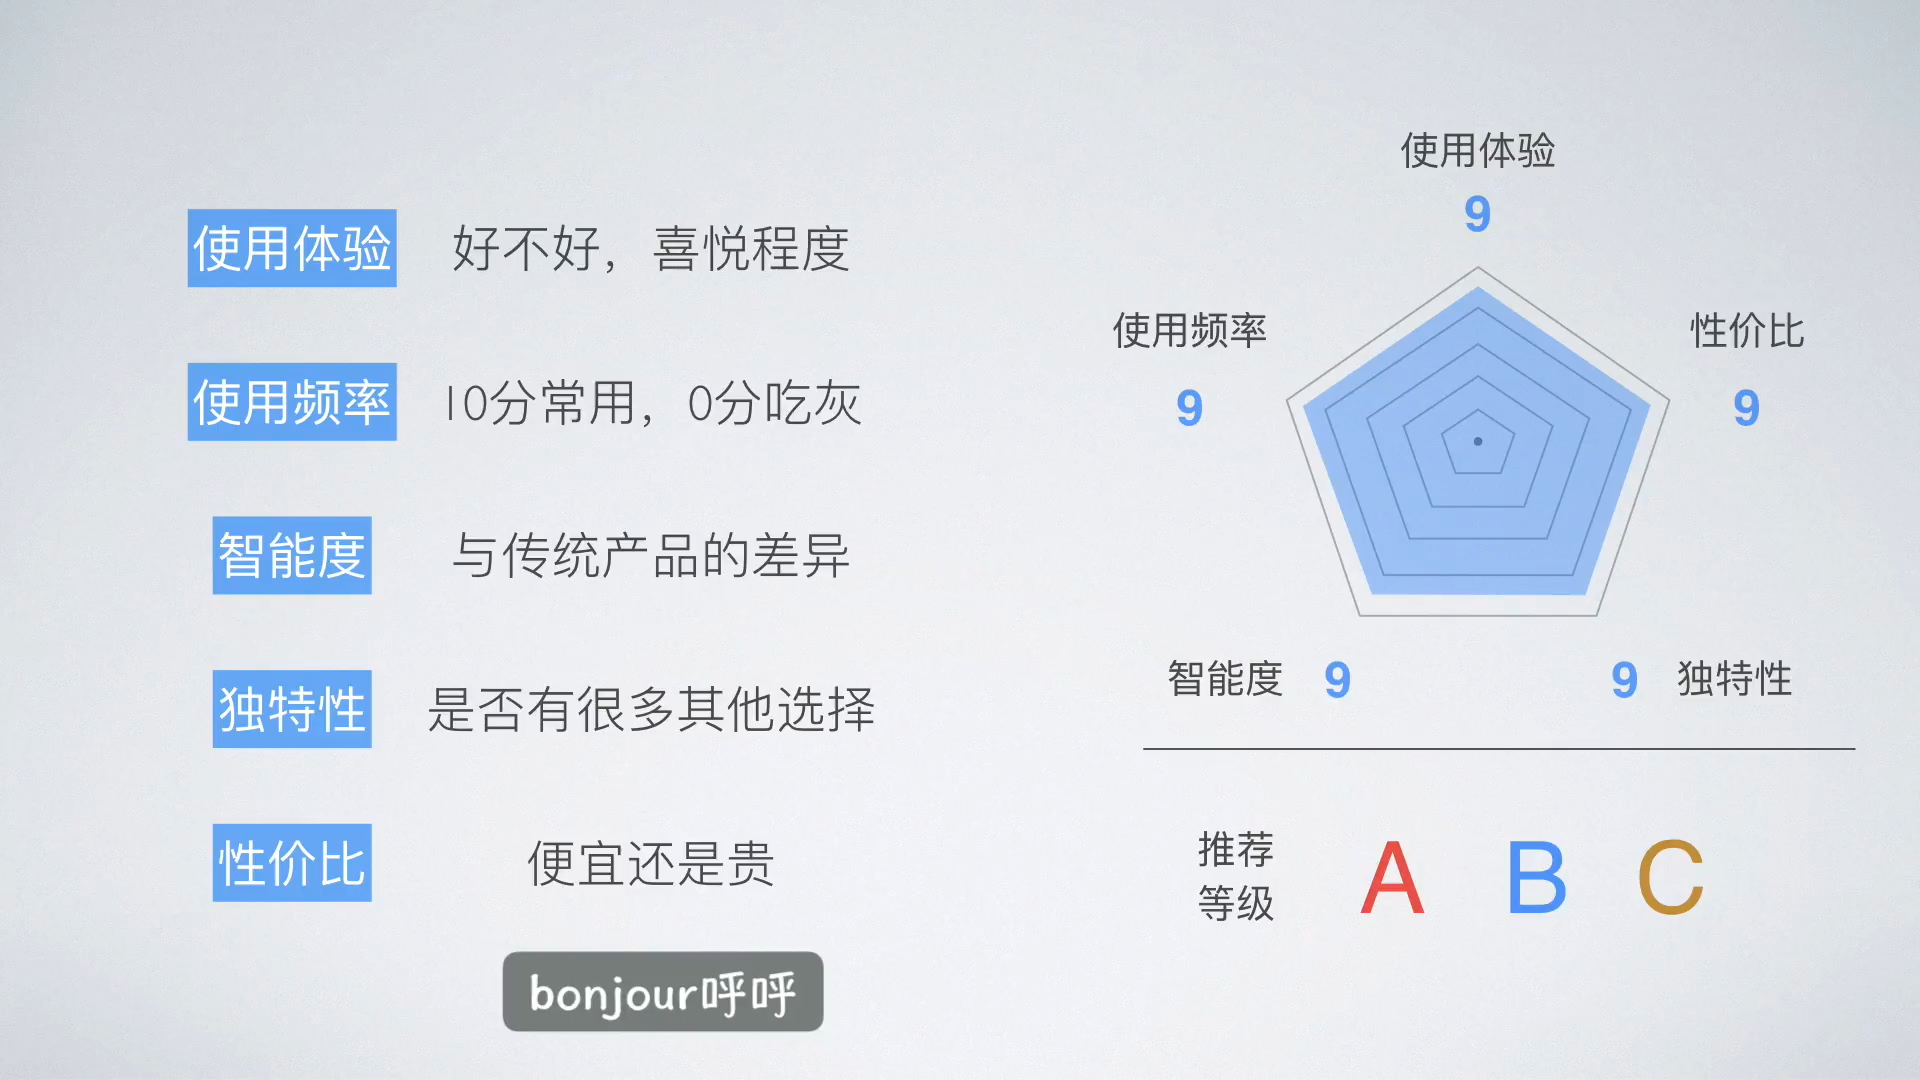 使用体验 好不好，喜悦程度
使用频率 10分常用，0分吃灰
智能度 与传统产品的差异
独特性 是否有很多其他选择
性价比 便宜还是贵
bonjour呼呼
使用体验
9
使用频率
9
性价比
9
智能度 9
9 独特性
推荐
等级
A B C